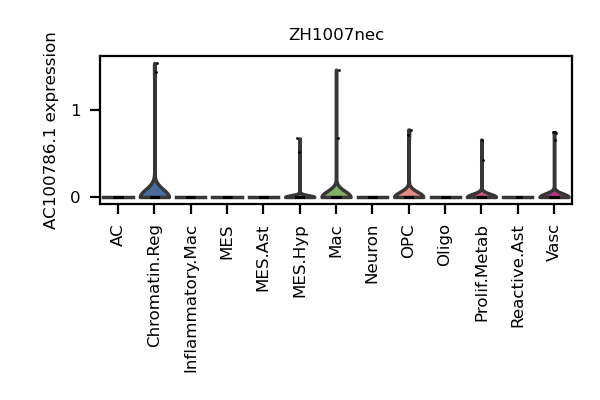 ZH1007nec
AC100786.1 expression
1
0
AC
Chromatin.Reg
Inflammatory.Mac
MES
MES.Ast
MES.Hyp
Mac
Neuron
OPC
Oligo
Prolif.Metab
Reactive.Ast
Vasc